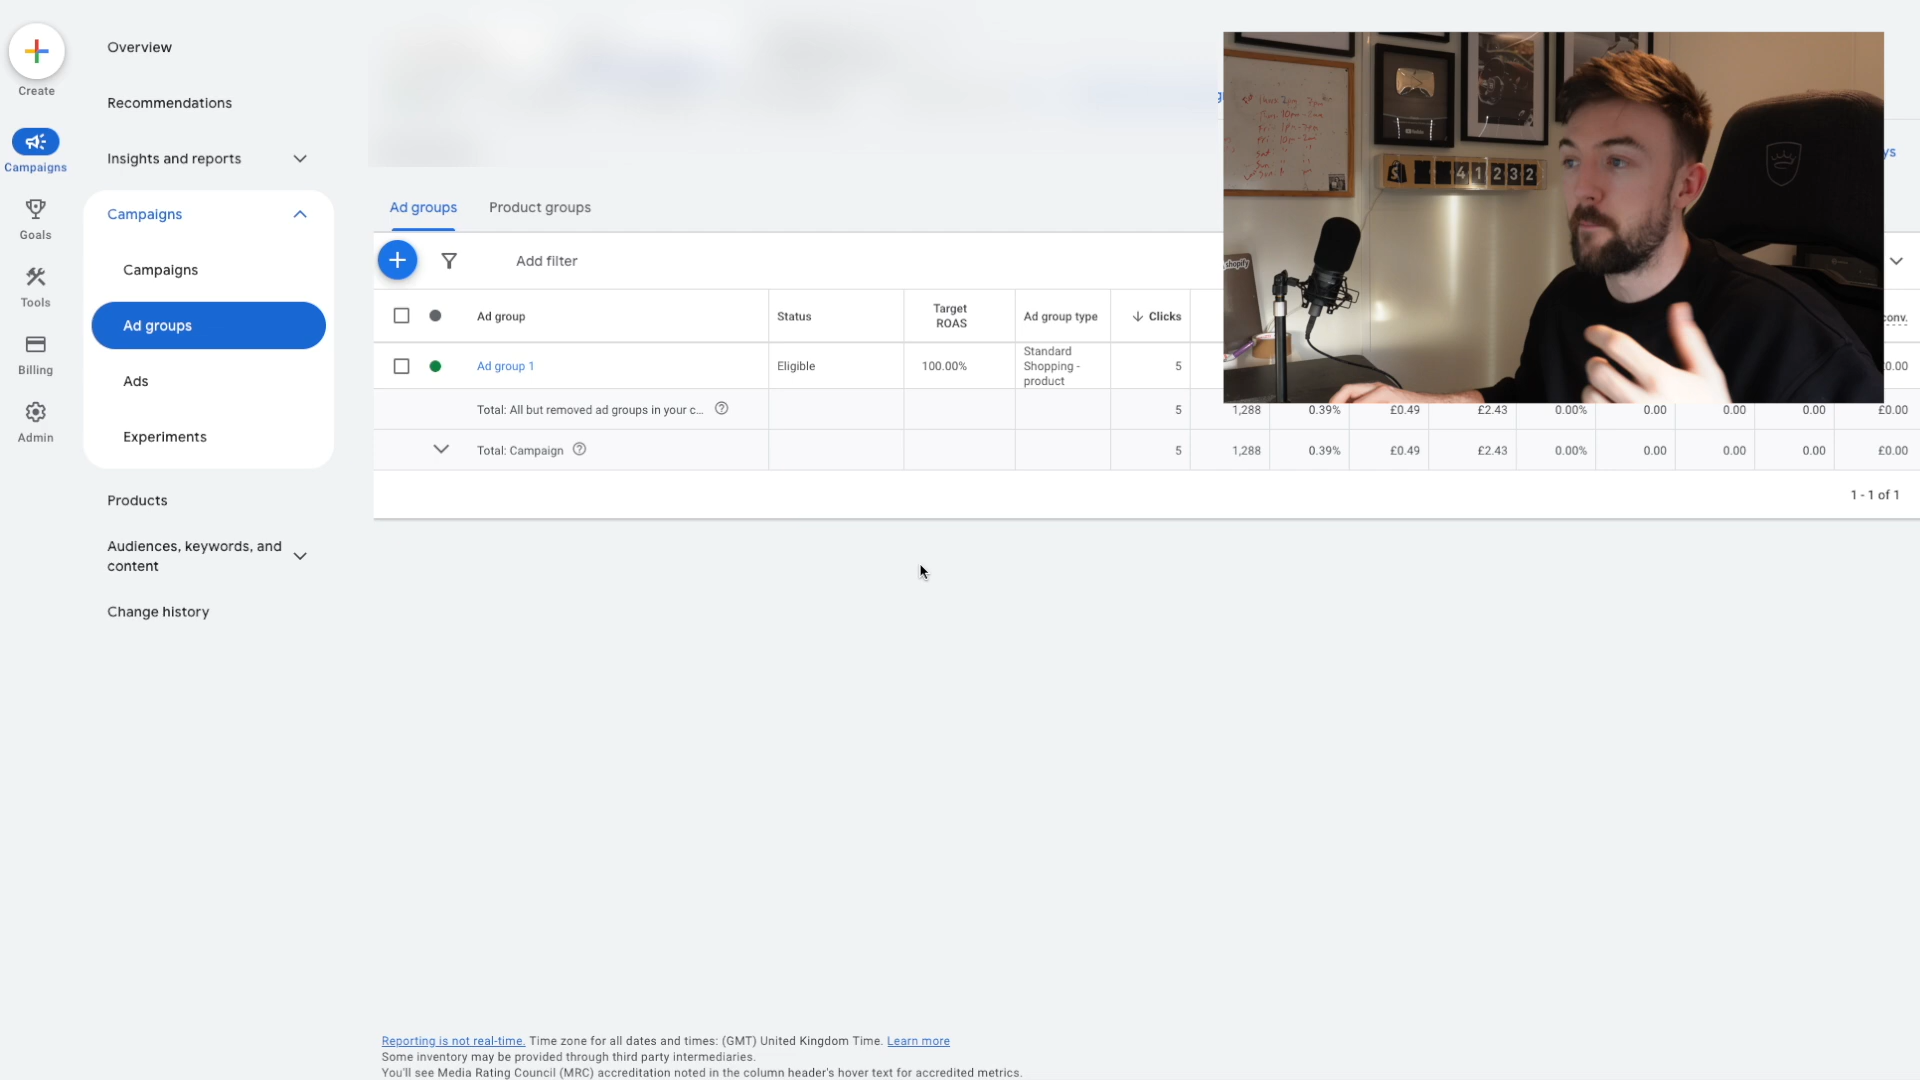 Create
Campaigns
Goals
Tools
Billing
Admin
Overview
Recommendations
Insights and reports
Campaigns
Campaigns
Ad groups
Ads
Experiments
Products
Audiences, keywords, and
content
Change history
Ad groups Product groups
Add filter
Ad group Status Target ROAS Ad group type Clicks conv.
Ad group 1 Eligible 100.00% Standard Shopping - product 5 £0.00
Total: All but removed ad groups in your c... 5 1,288 0.39% £0.49 £2.43 0.00% 0.00 0.00 0.00 £0.00
Total: Campaign 5 1,288 0.39% £0.49 £2.43 0.00% 0.00 0.00 0.00 £0.00
1 - 1 of 1
41232
shopify
Reporting is not real-time. Time zone for all dates and times: (GMT) United Kingdom Time. Learn more
Some inventory may be provided through third party intermediaries.
You'll see Media Rating Council (MRC) accreditation noted in the column header's hover text for accredited metrics.